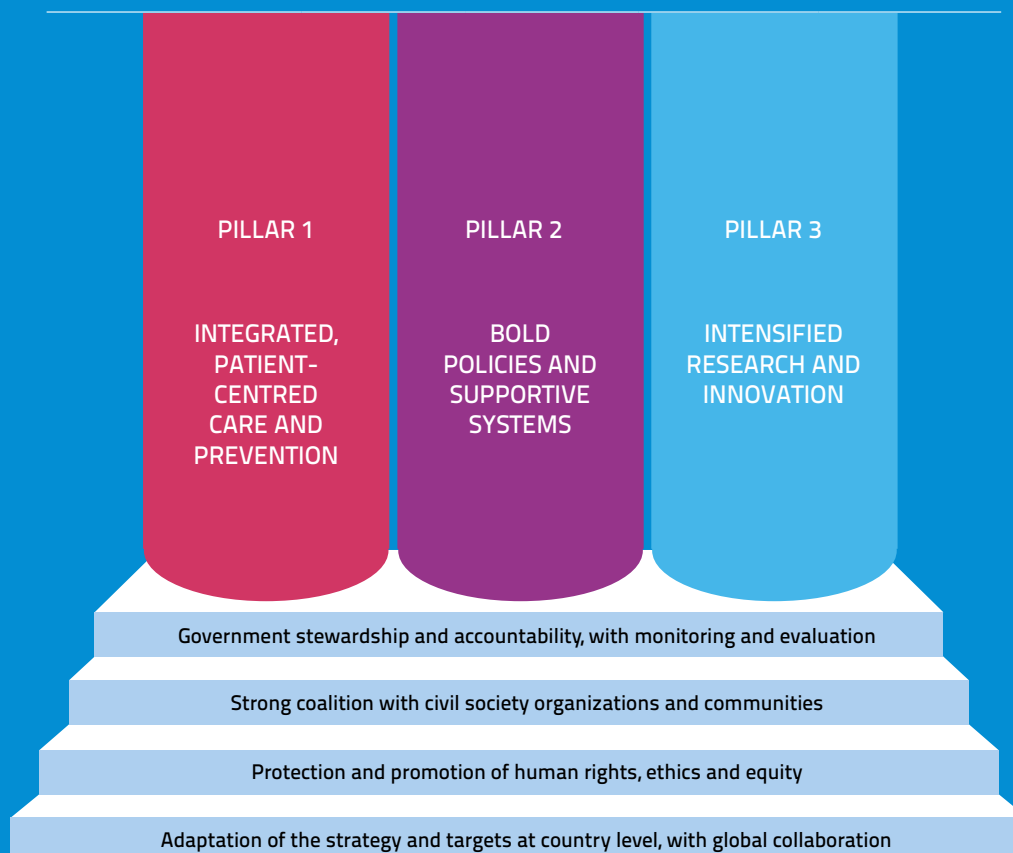 PILLAR 1
INTEGRATED,
PATIENT-
CENTRED
CARE AND
PREVENTION
PILLAR 2
BOLD
POLICIES AND
SUPPORTIVE
SYSTEMS
PILLAR 3
INTENSIFIED
RESEARCH AND
INNOVATION
Government stewardship and accountability, with monitoring and evaluation
Strong coalition with civil society organizations and communities
Protection and promotion of human rights, ethics and equity
Adaptation of the strategy and targets at country level, with global collaboration